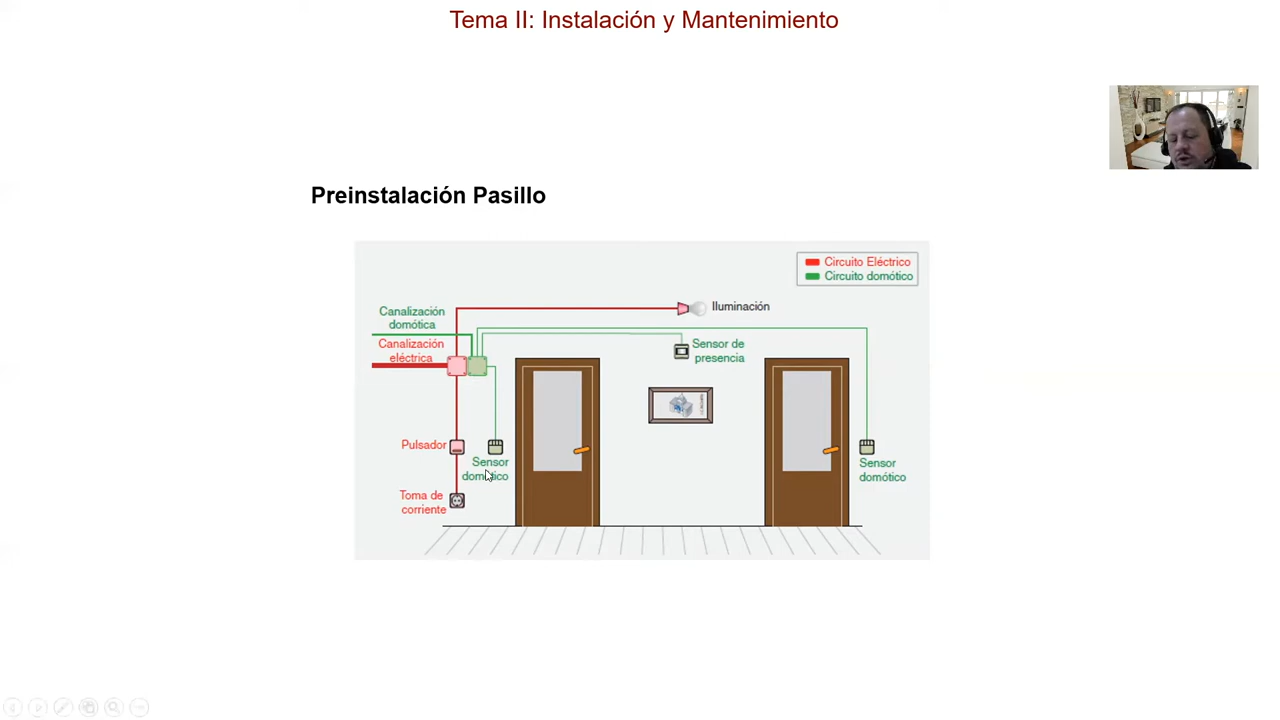 Tema II: Instalación y Mantenimiento
Preinstalación Pasillo
Circuito Eléctrico
Circuito domótico
Canalización
domótica
Iluminación
Canalización
eléctrica
Sensor de
presencia
Pulsador
Sensor
domótico
Sensor
domótico
Toma de
corriente